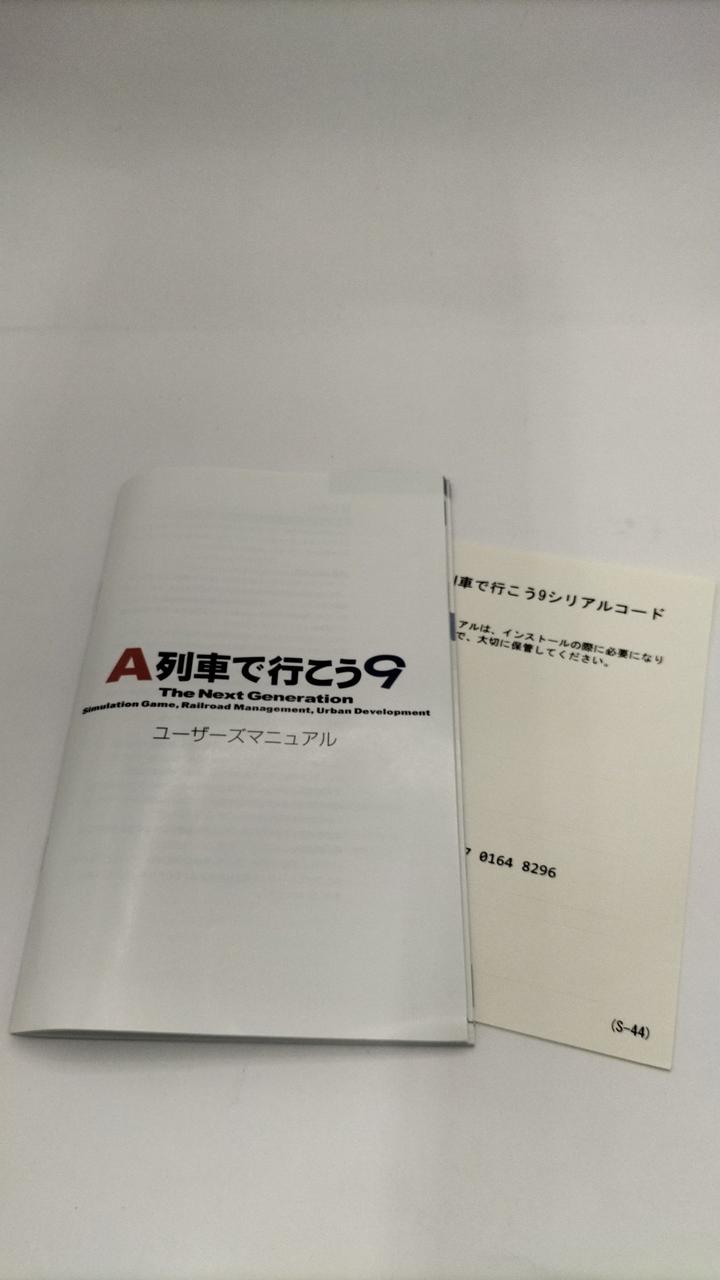 A列車で行こう9
The Next Generation
Simulation Game, Railroad Management, Urban Development
ユーザーズマニュアル
車で行こう9シリアルコード
アルは、インストールの際に必要になり
で、大切に保管してください。
7 0164 8296
(S-44)